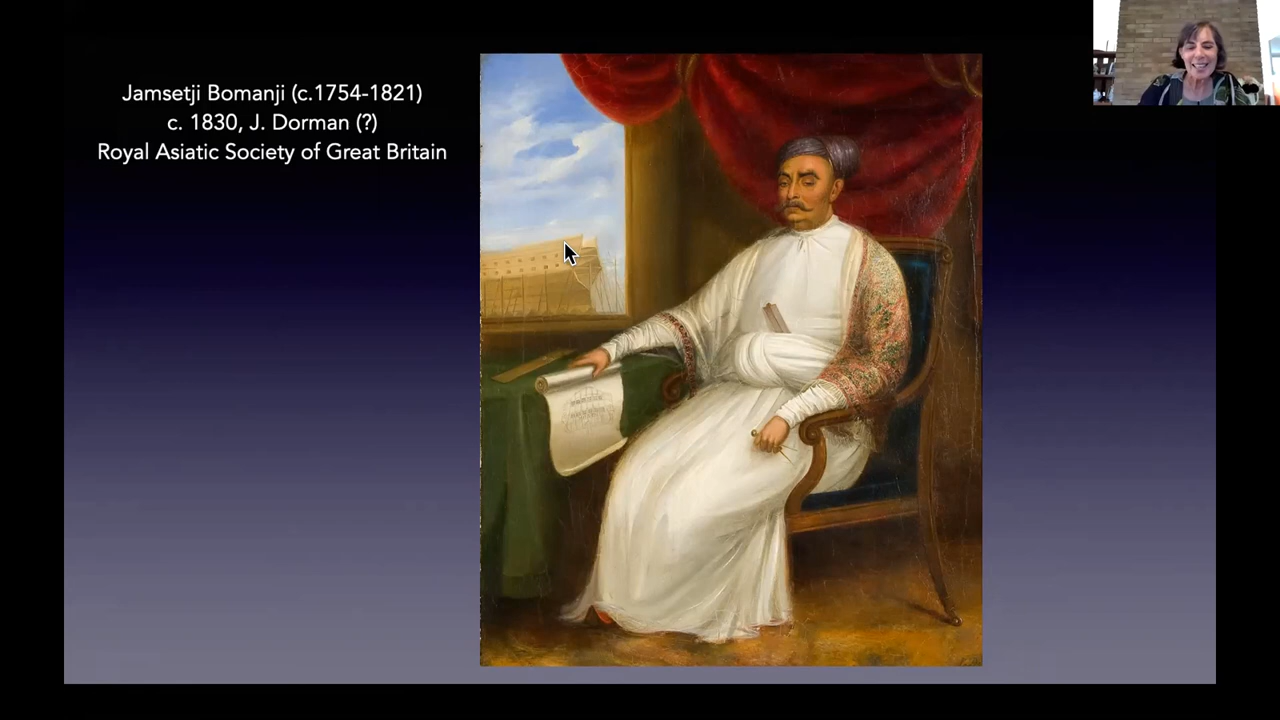 Jamsetji Bomanji (c.1754-1821)
c. 1830, J. Dorman (?)
Royal Asiatic Society of Great Britain